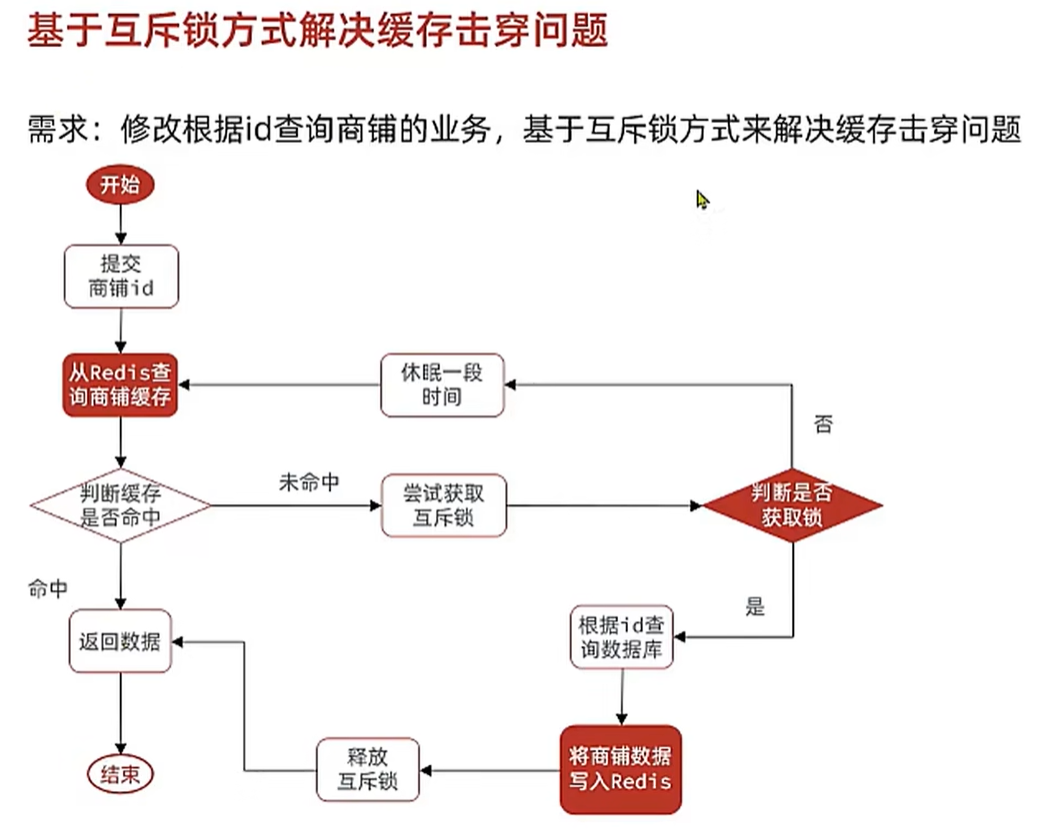 基于互斥锁方式解决缓存击穿问题
需求：修改根据id查询商铺的业务，基于互斥锁方式来解决缓存击穿问题
开始
提交
商铺id
从Redis查
询商铺缓存
休眠一段
时间
否
判断缓存
是否命中
未命中
尝试获取
互斥锁
判断是否
获取锁
命中
是
返回数据
根据id查
询数据库
结束
释放
互斥锁
将商铺数据
写入Redis